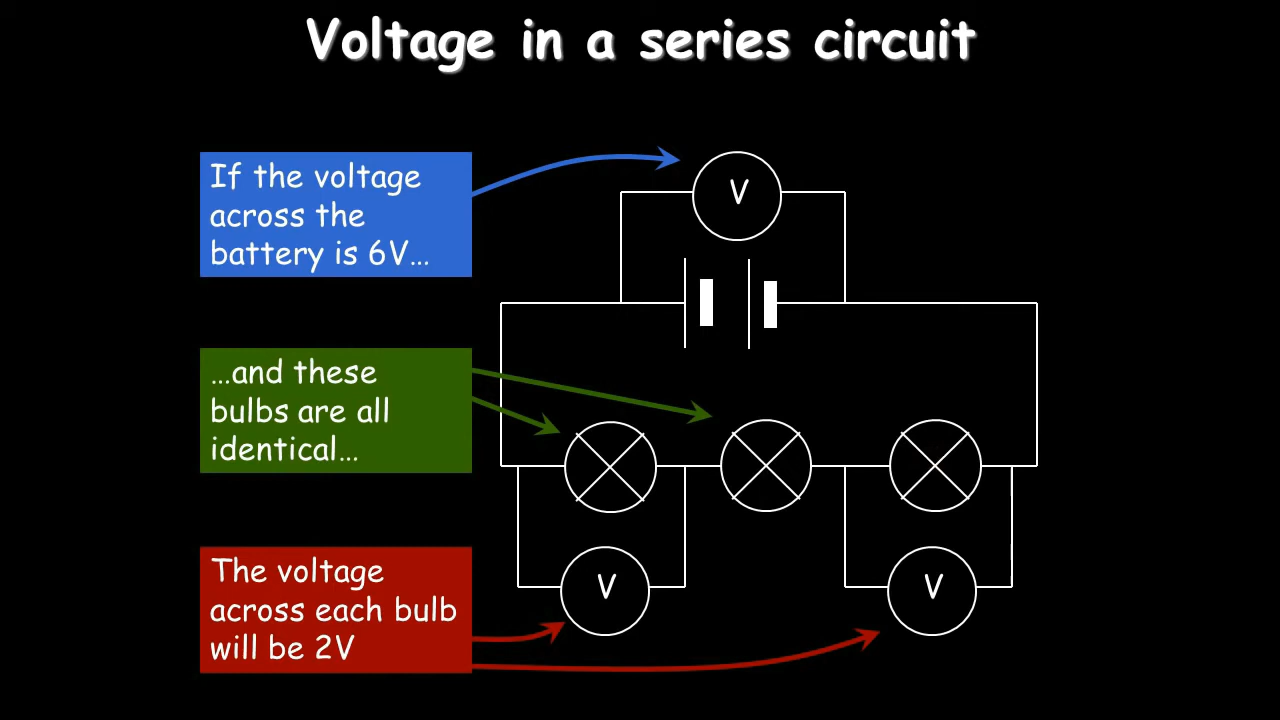 Voltage in a series circuit
If the voltage
across the
battery is 6V…
V
…and these
bulbs are all
identical…
The voltage
across each bulb
will be 2V
V
V